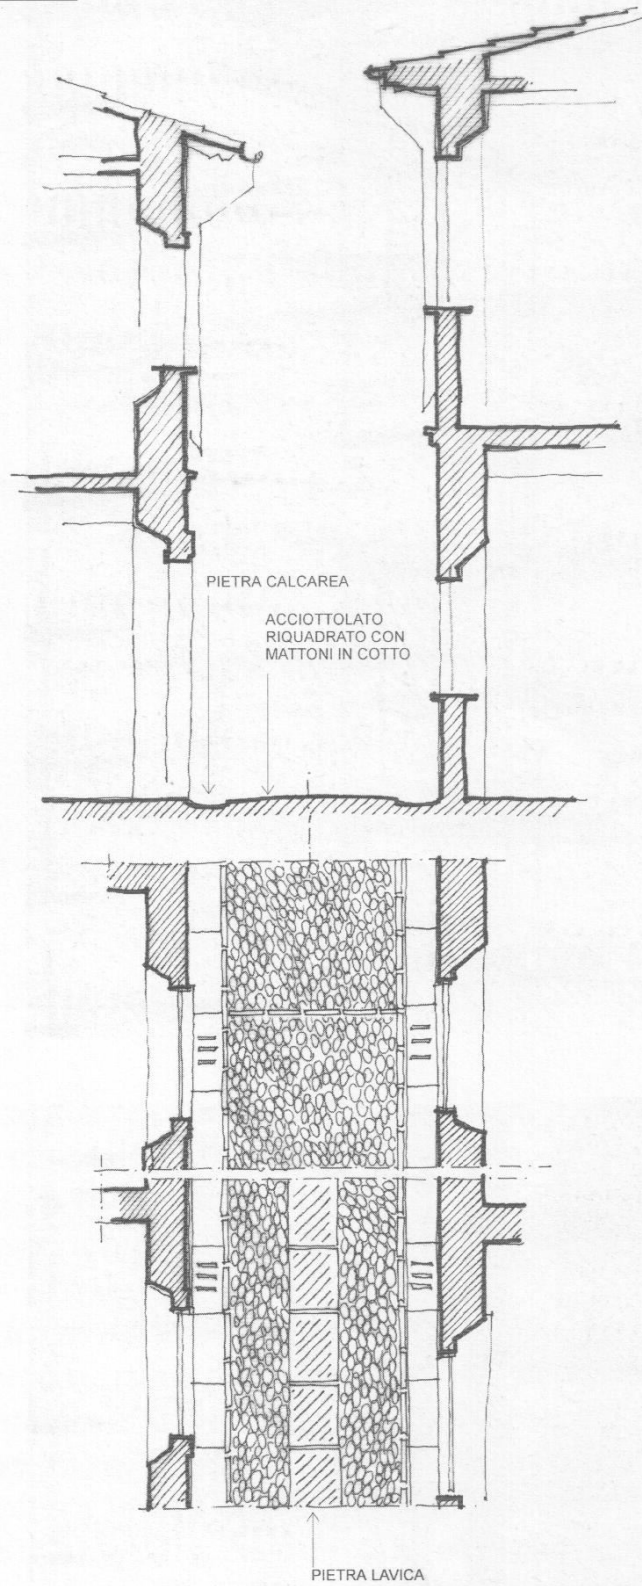 PIETRA CALCAREA
ACCIOTTOLATO
RIQUADRATO CON
MATTONI IN COTTO
PIETRA LAVICA